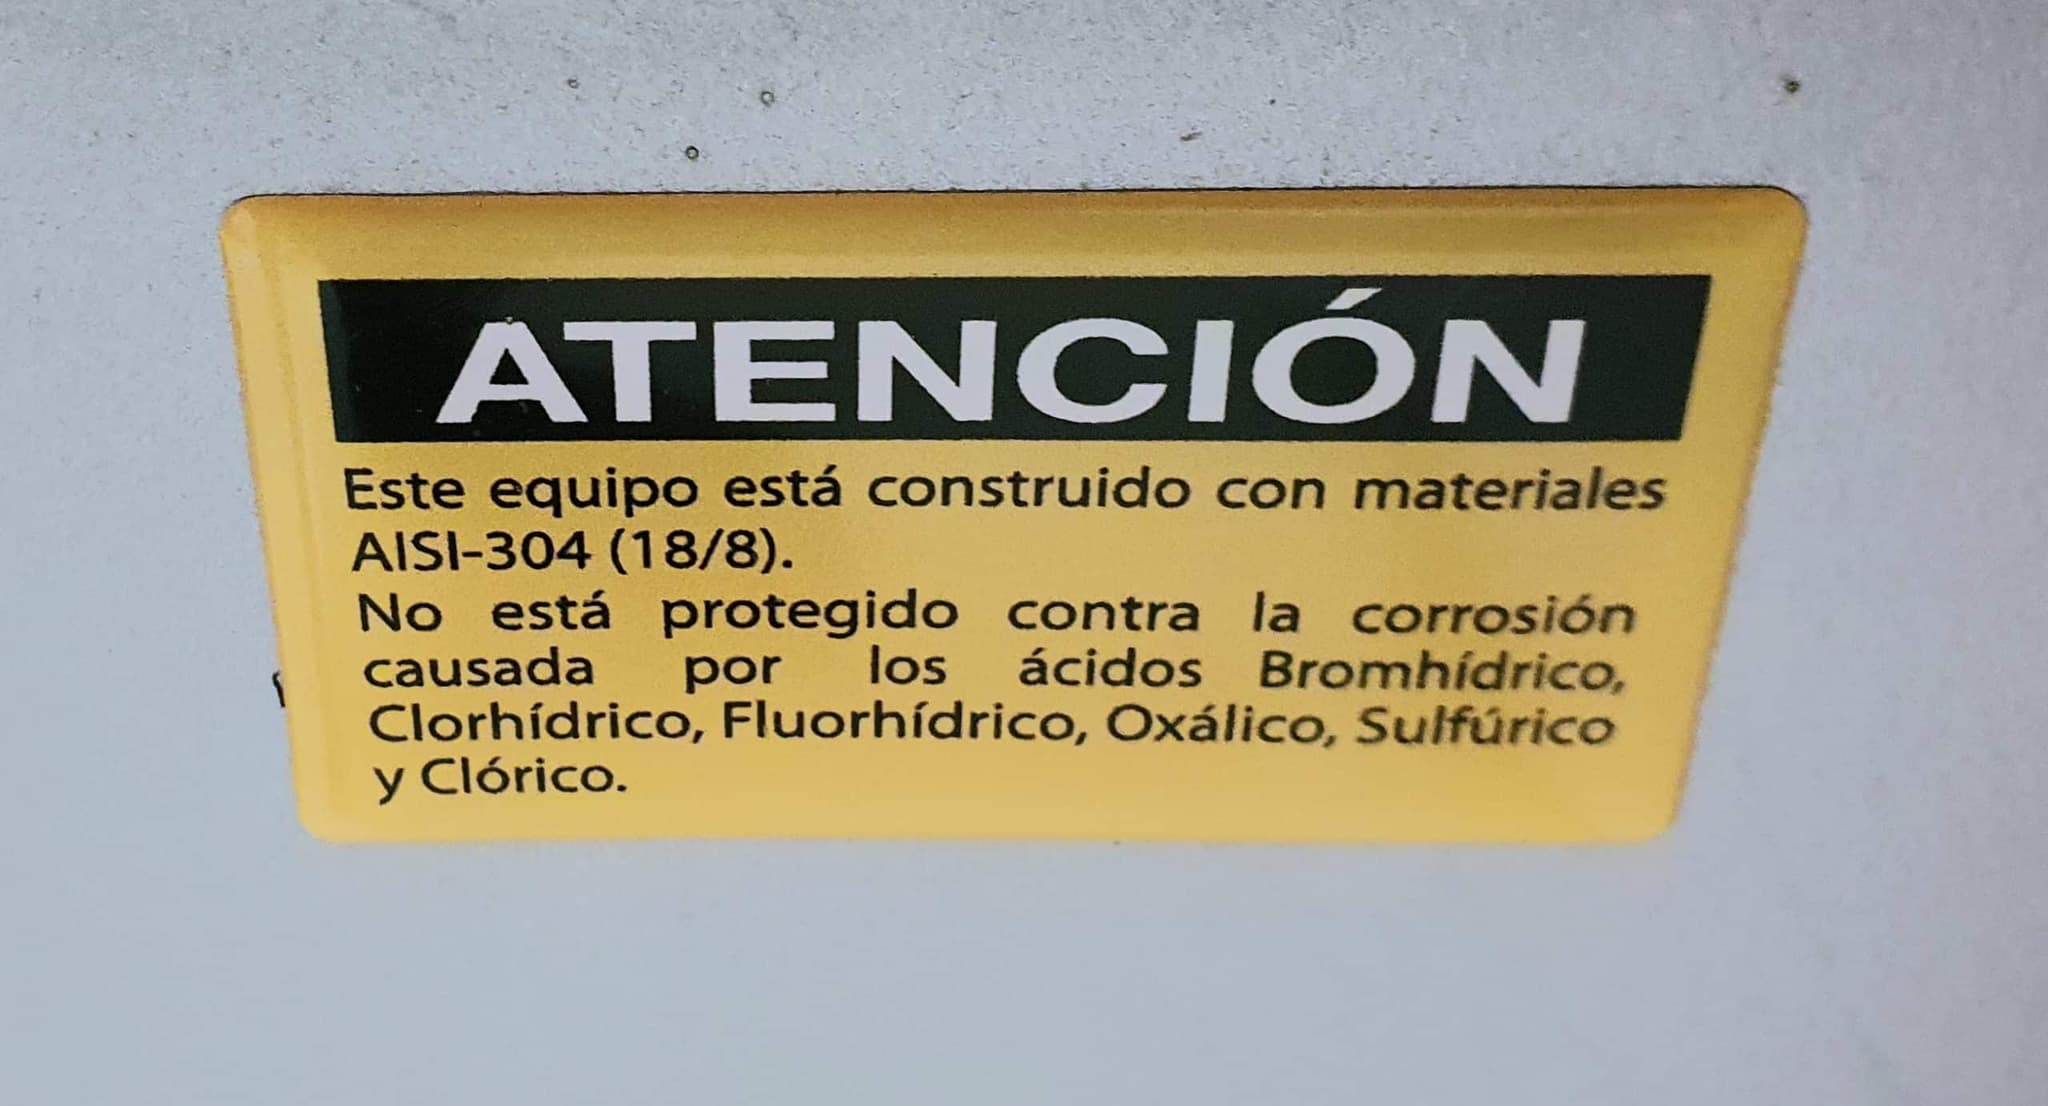 ATENCIÓN
Este equipo está construido con materiales
AISI-304 (18/8).
No está protegido contra la corrosión
causada por los ácidos Bromhídrico,
Clorhídrico, Fluorhídrico, Oxálico, Sulfúrico
y Clórico.